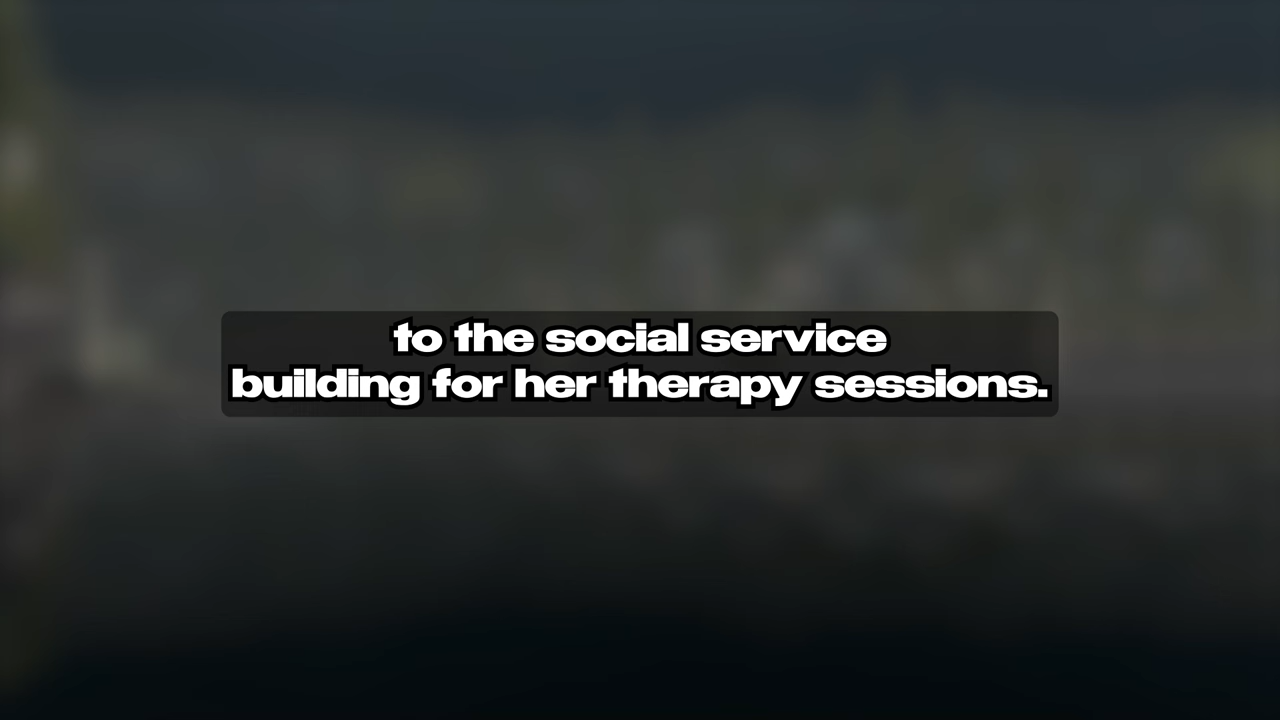 to the social service
building for her therapy sessions.